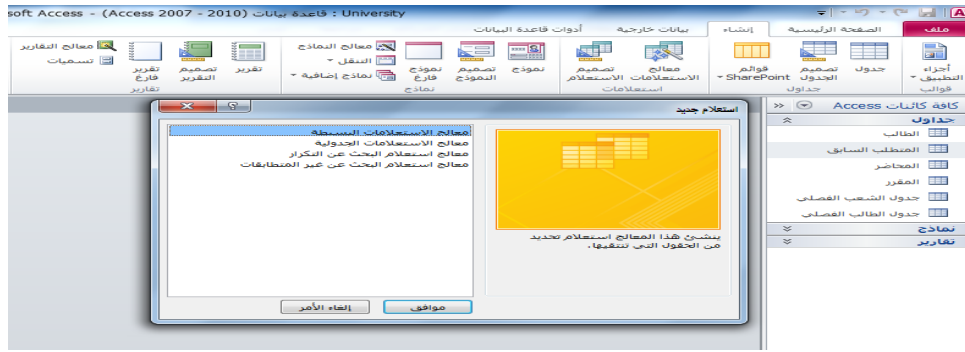 University : قاعدة بيانات (Access 2007 - 2010) - soft Access
ملف الصفحة الرئيسية إنشاء بيانات خارجية أدوات قاعدة البيانات
أجزاء التطبيق
جدول
تصميم الجدول
قوائم SharePoint
معالج الاستعلامات
تصميم الاستعلام
نموذج
تصميم النموذج
نموذج فارغ
معالج النماذج
التنقل
نماذج إضافية
تقرير
تصميم التقرير
تقرير فارغ
معالج التقارير
تسميات
قوالب جداول استعلامات نماذج تقارير
كافة كائنات Access
جداول
الطالب
المتطلب السابق
المحاضر
المقرر
جدول الشعب الفصلي
جدول الطالب الفصلي
نماذج
تقارير
استعلام جديد
ينشئ هذا المعالج استعلام تحديد
من الحقول التي تنتقيها.
معالج الاستعلامات البسيطة
معالج الاستعلامات الجدولية
معالج استعلام البحث عن التكرار
معالج استعلام البحث عن غير المتطابقات
موافق إلغاء الأمر